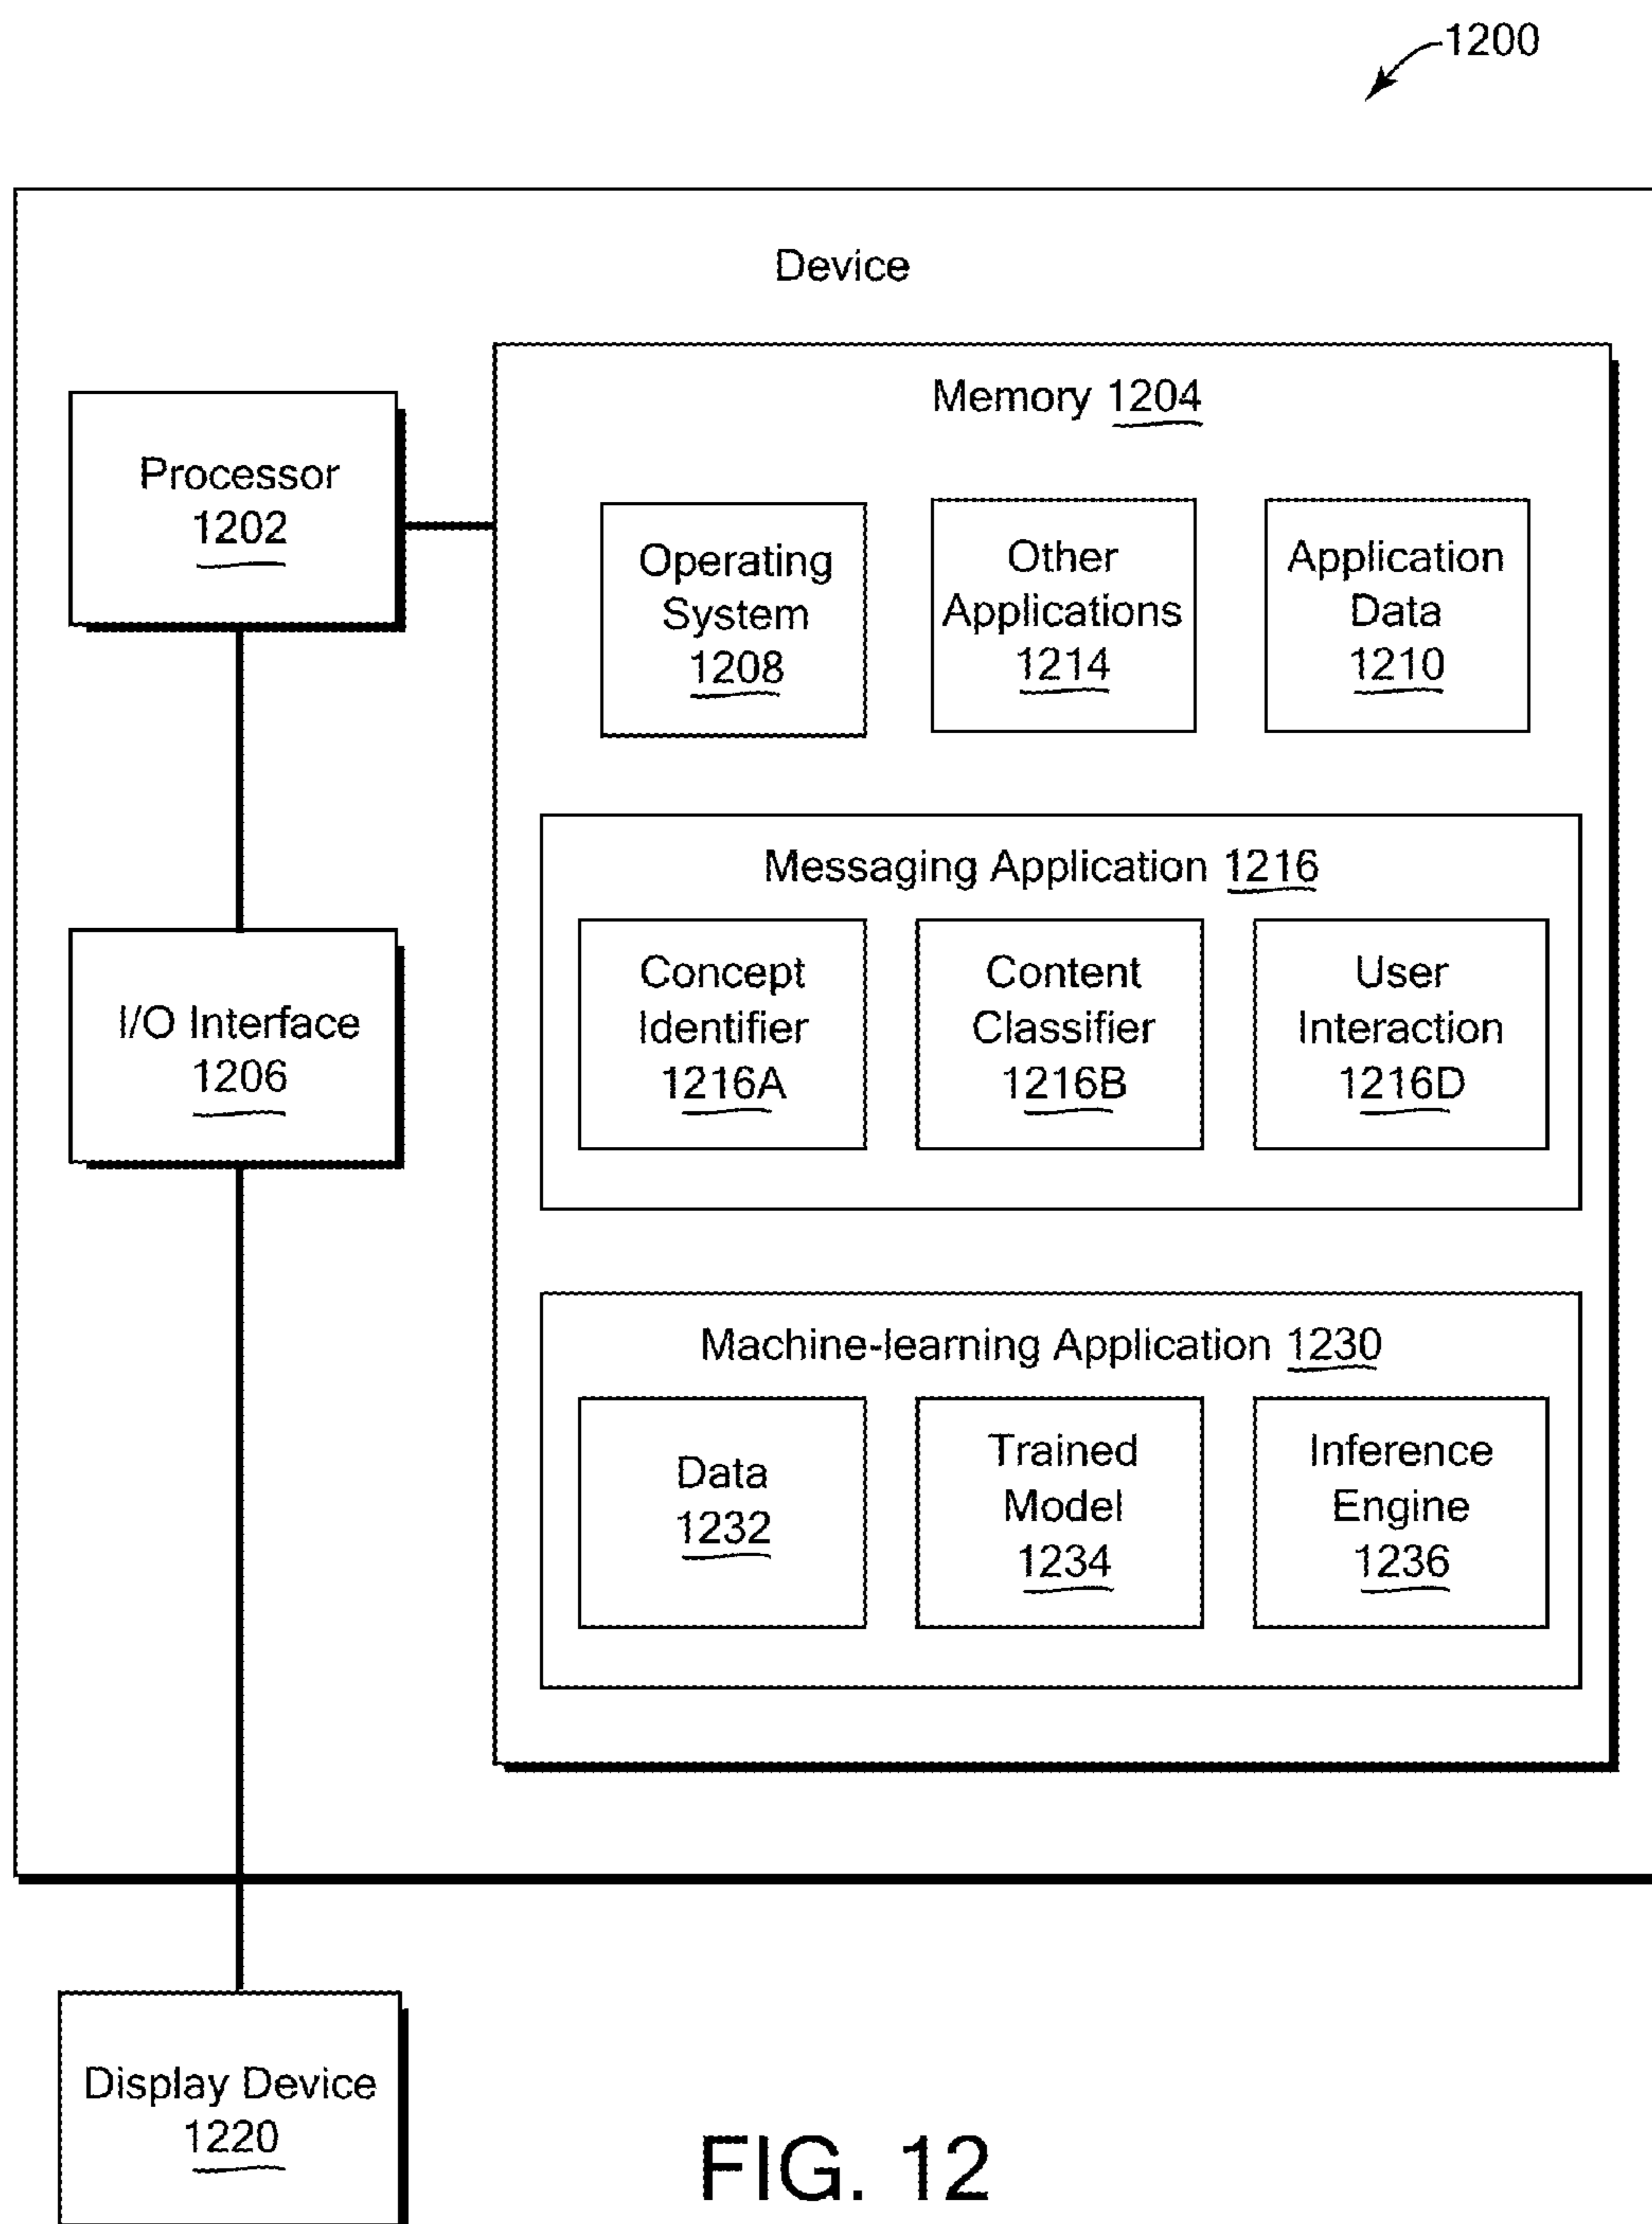 1200
Device
Memory 1204
Processor
1202
Operating
System
1208
Other
Applications
1214
Application
Data
1210
Messaging Application 1216
Concept
Identifier
1216A
Content
Classifier
1216B
User
Interaction
1216D
I/O Interface
1206
Machine-learning Application 1230
Data
1232
Trained
Model
1234
Inference
Engine
1236
Display Device
1220
FIG. 12